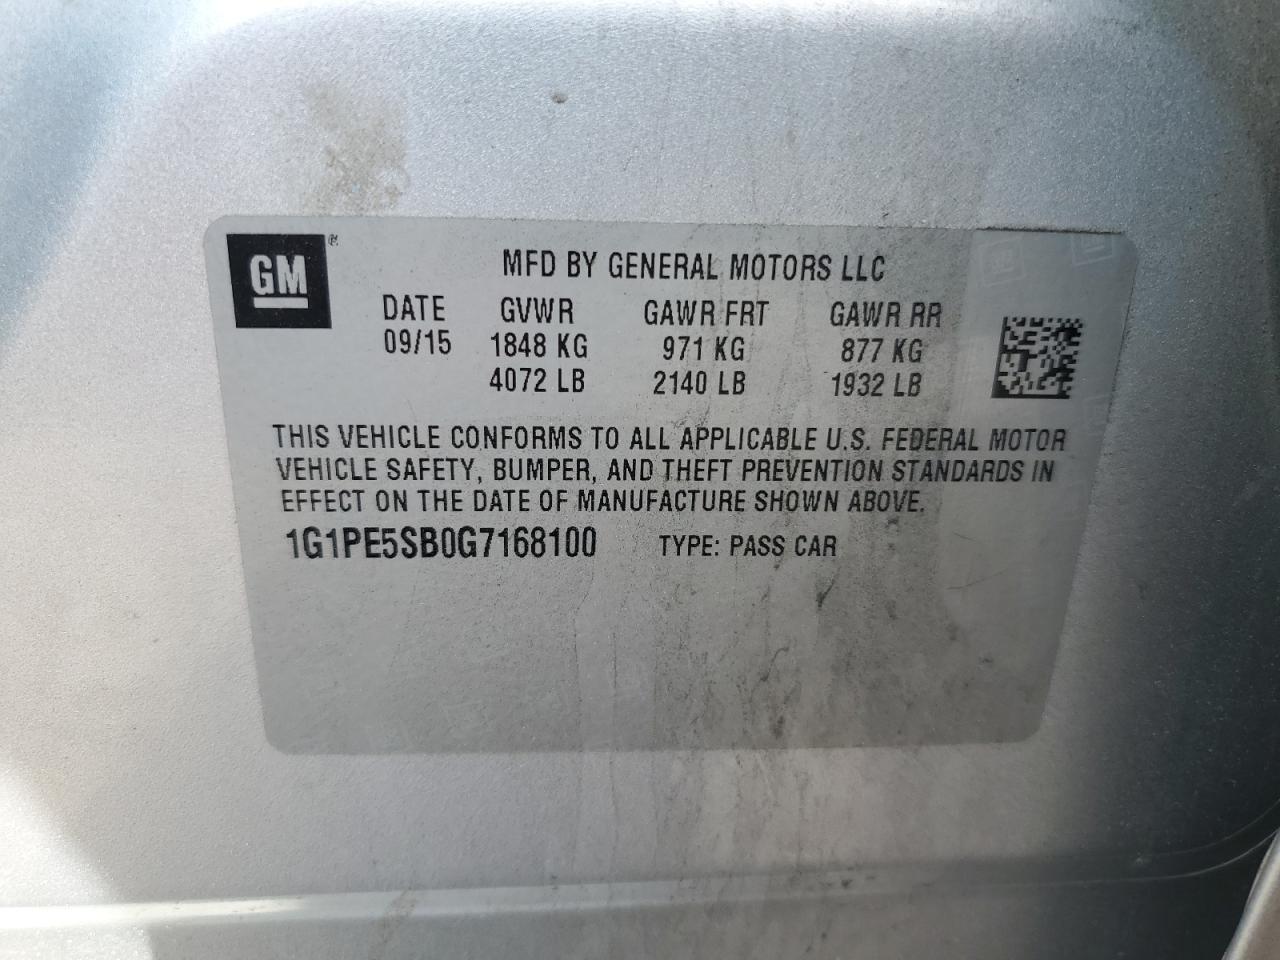 GM ®
MFD BY GENERAL MOTORS LLC
DATE GVWR GAWR FRT GAWR RR
09/15 1848 KG 971 KG 877 KG
4072 LB 2140 LB 1932 LB
THIS VEHICLE CONFORMS TO ALL APPLICABLE U.S. FEDERAL MOTOR
VEHICLE SAFETY, BUMPER, AND THEFT PREVENTION STANDARDS IN
EFFECT ON THE DATE OF MANUFACTURE SHOWN ABOVE.
1G1PE5SB0G7168100 TYPE: PASS CAR